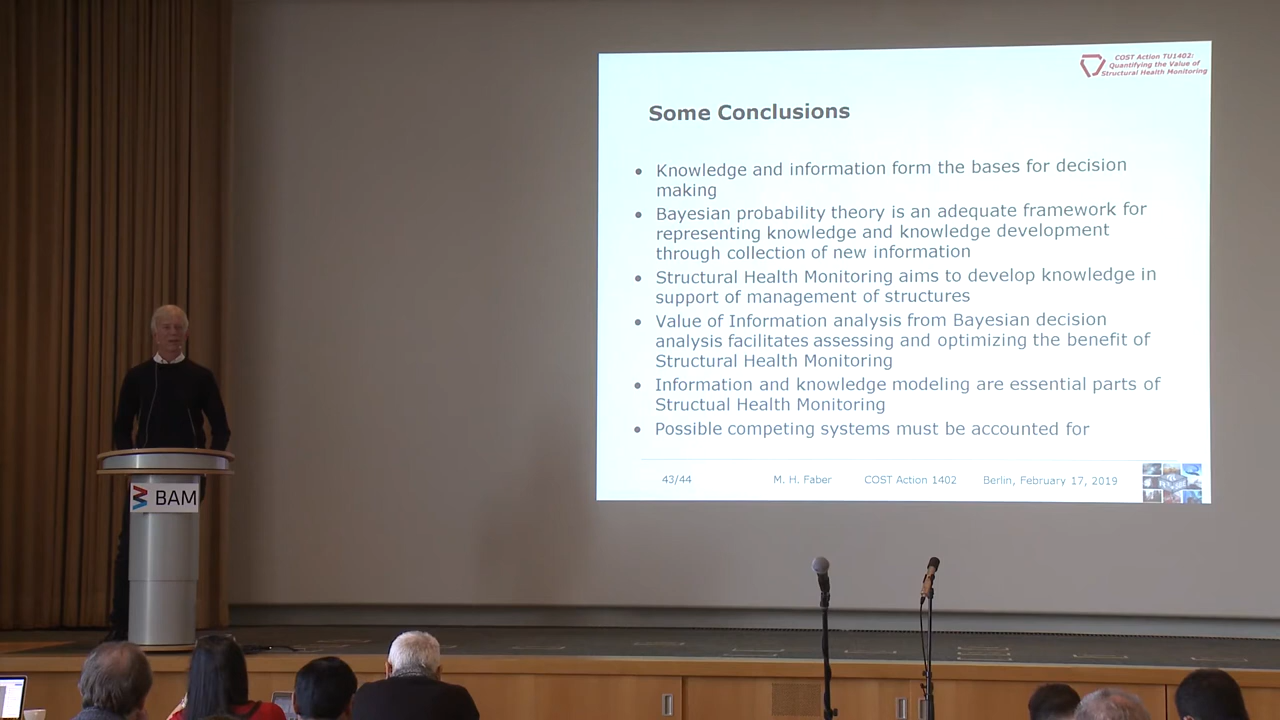 COST Action TU1402:
Quantifying the Value of
Structural Health Monitoring
Some Conclusions
• Knowledge and information form the bases for decision
making
• Bayesian probability theory is an adequate framework for
representing knowledge and knowledge development
through collection of new information
• Structural Health Monitoring aims to develop knowledge in
support of management of structures
• Value of Information analysis from Bayesian decision
analysis facilitates assessing and optimizing the benefit of
Structural Health Monitoring
• Information and knowledge modeling are essential parts of
Structual Health Monitoring
• Possible competing systems must be accounted for
43/44 M. H. Faber COST Action 1402 Berlin, February 17, 2019
BAM